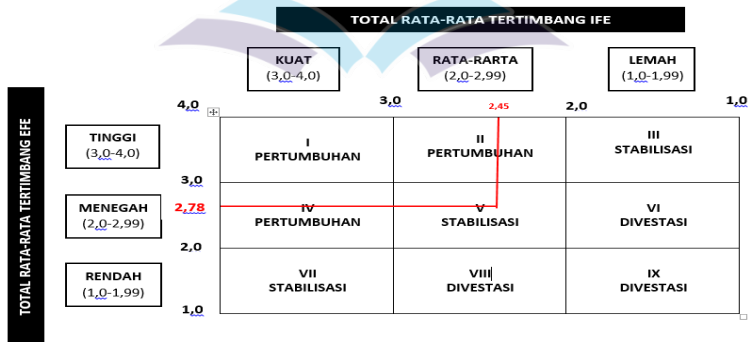 TOTAL RATA-RATA TERTIMBANG IFE
KUAT
(3,0-4,0)
RATA-RARTA
(2,0-2,99)
LEMAH
(1,0-1,99)
4,0
3,0
2,45
2,0
1,0
TOTAL RATA-RATA TERTIMBANG EFE
TINGGI
(3,0-4,0)
I
PERTUMBUHAN
II
PERTUMBUHAN
III
STABILISASI
3,0
MENEGAH
(2,0-2,99)
2,78
IV
PERTUMBUHAN
V
STABILISASI
VI
DIVESTASI
2,0
RENDAH
(1,0-1,99)
VII
STABILISASI
VIII
DIVESTASI
IX
DIVESTASI
1,0